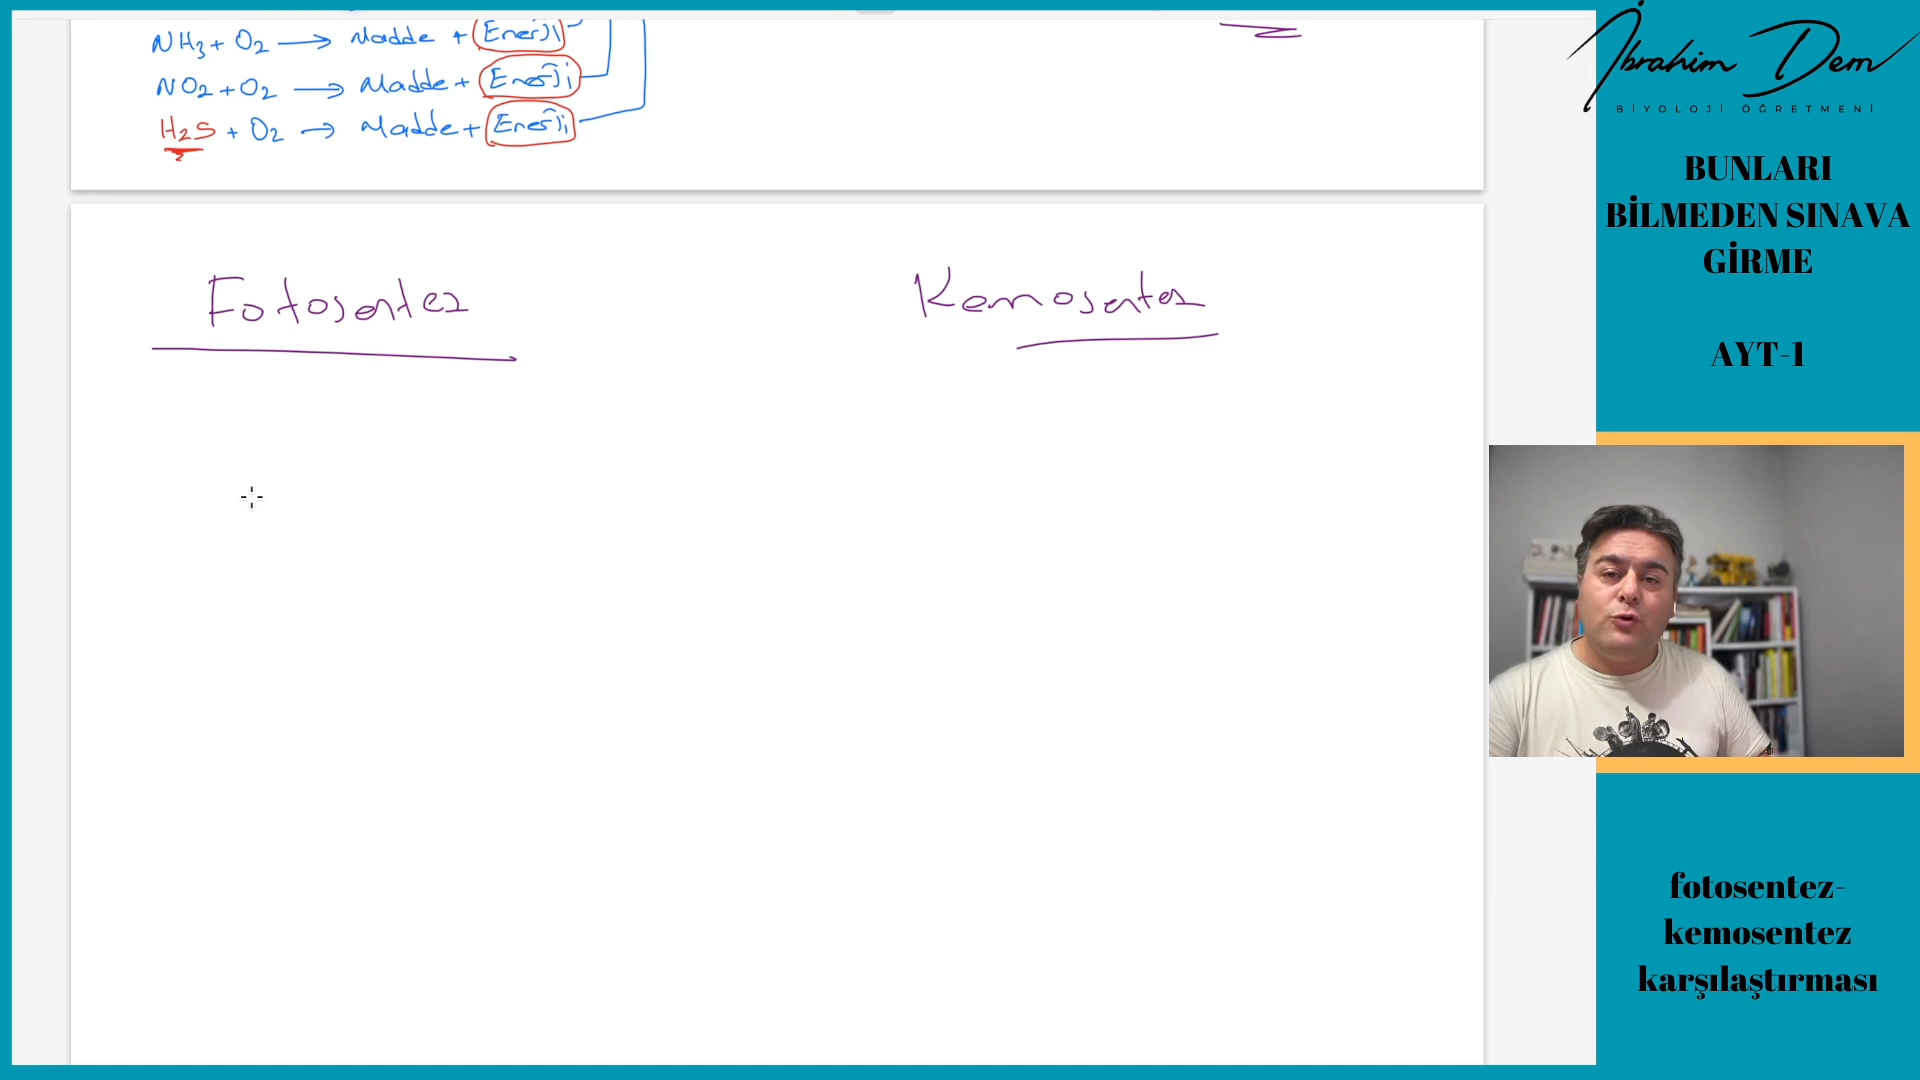 NH3 + O2 → Madde + Enerji
NO2 + O2 → Madde + Enerji
H2S + O2 → Madde + Enerji
Fotosentez
Kemosentez
İbrahim Dem
BİYOLOJİ ÖĞRETMENİ
BUNLARI
BİLMEDEN SINAVA
GİRME
AYT-1
fotosentez-
kemosentez
karşılaştırması